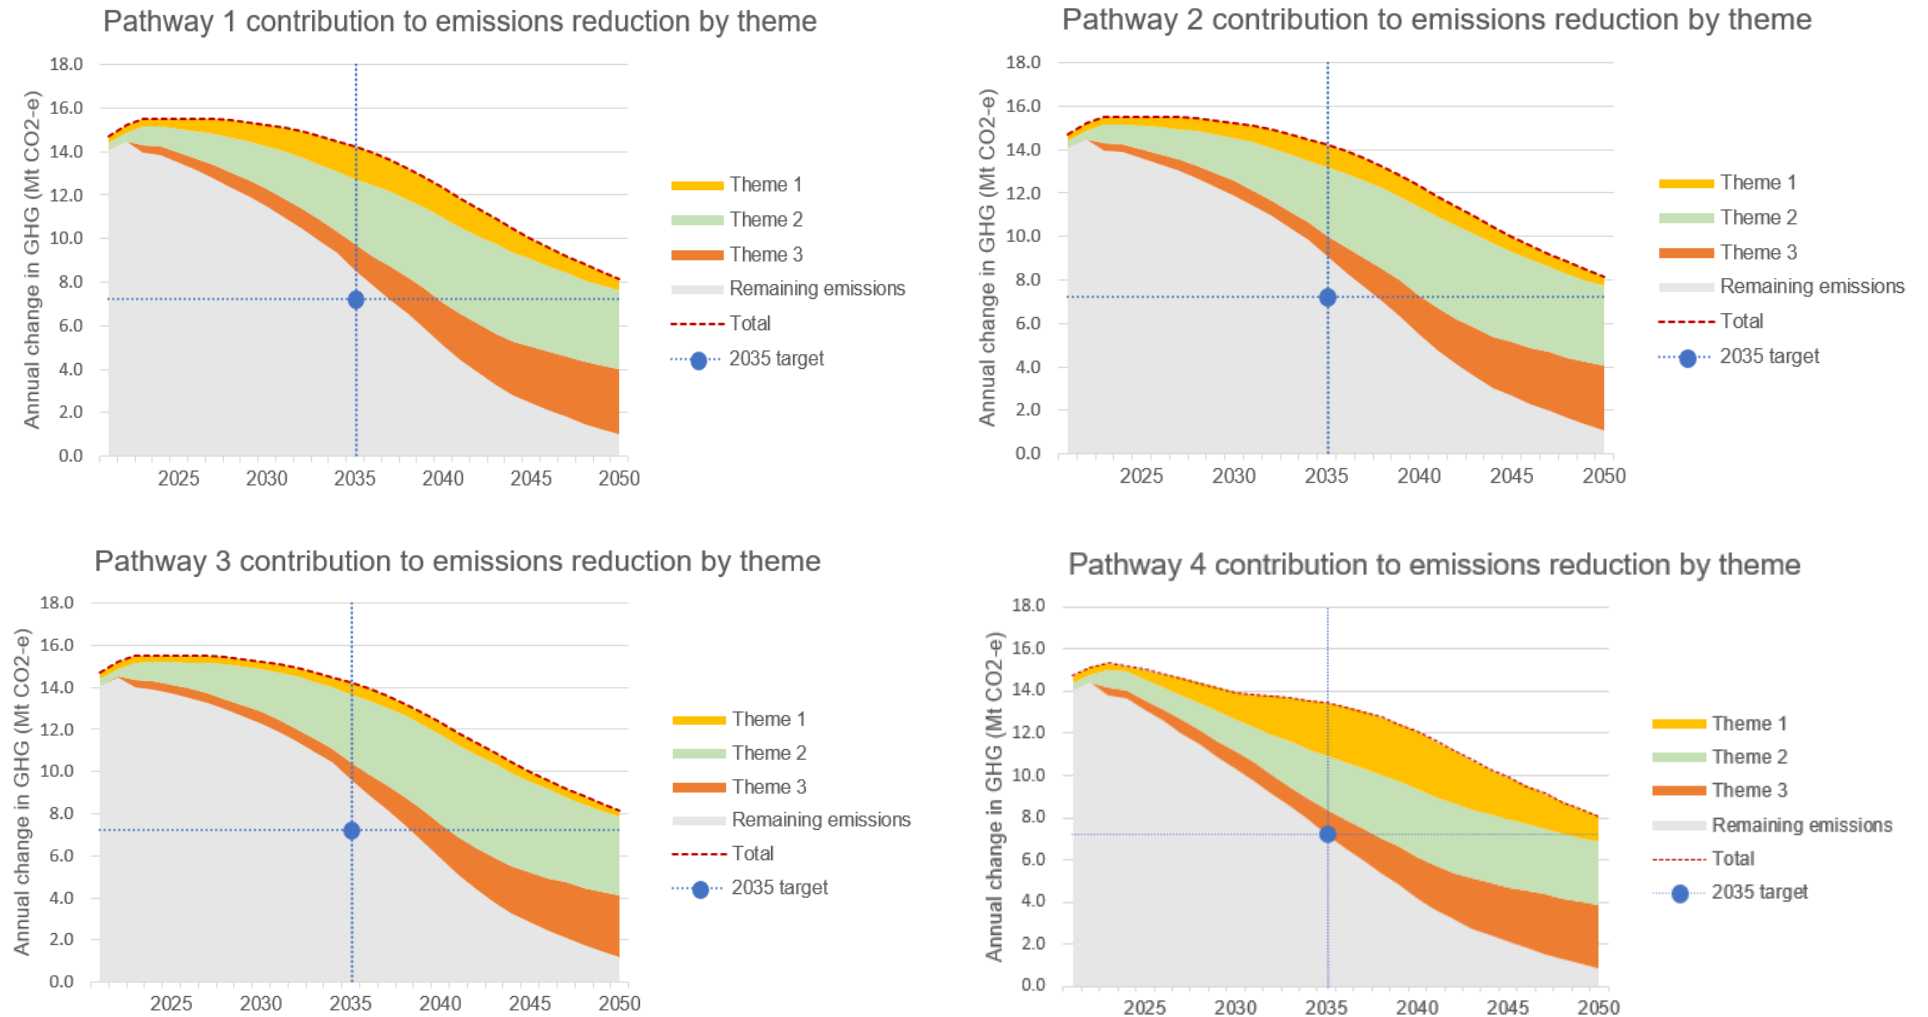 Pathway 1 contribution to emissions reduction by theme
Annual change in GHG (Mt CO2-e)
18.0
16.0
14.0
12.0
10.0
8.0
6.0
4.0
2.0
0.0
2025 2030 2035 2040 2045 2050
Theme 1
Theme 2
Theme 3
Remaining emissions
Total
2035 target
Pathway 2 contribution to emissions reduction by theme
Annual change in GHG (Mt CO2-e)
18.0
16.0
14.0
12.0
10.0
8.0
6.0
4.0
2.0
0.0
2025 2030 2035 2040 2045 2050
Theme 1
Theme 2
Theme 3
Remaining emissions
Total
2035 target
Pathway 3 contribution to emissions reduction by theme
Annual change in GHG (Mt CO2-e)
18.0
16.0
14.0
12.0
10.0
8.0
6.0
4.0
2.0
0.0
2025 2030 2035 2040 2045 2050
Theme 1
Theme 2
Theme 3
Remaining emissions
Total
2035 target
Pathway 4 contribution to emissions reduction by theme
Annual change in GHG (Mt CO2-e)
18.0
16.0
14.0
12.0
10.0
8.0
6.0
4.0
2.0
0.0
2025 2030 2035 2040 2045 2050
Theme 1
Theme 2
Theme 3
Remaining emissions
Total
2035 target